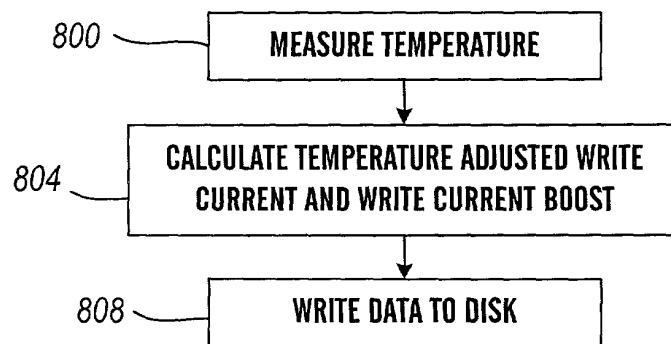 800
MEASURE TEMPERATURE
804
CALCULATE TEMPERATURE ADJUSTED WRITE
CURRENT AND WRITE CURRENT BOOST
808
WRITE DATA TO DISK